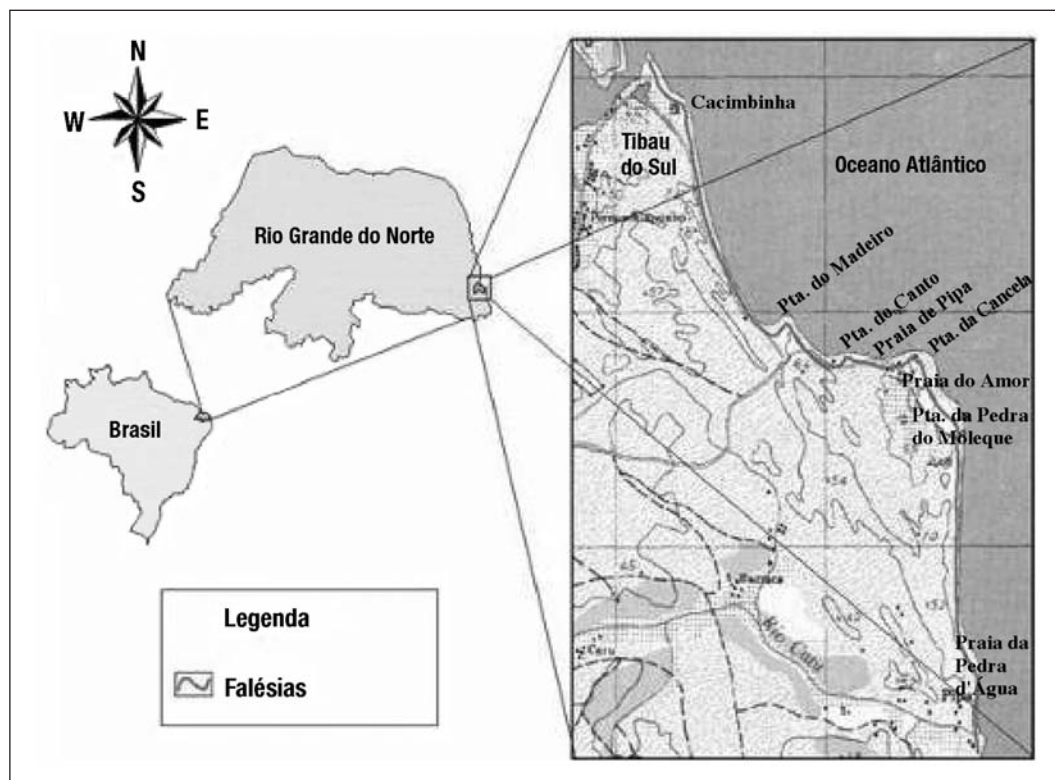 N
W
E
S
Rio Grande do Norte
Brasil
Legenda
Falésias
Cacimbinha
Tibau
do Sul
Oceano Atlântico
Pta. do Madeiro
Pta. do Canto
Praia de Pipa
Pta. da Cancela
Praia do Amor
Pta. da Pedra
do Moleque
Rio Catú
Praia da
Pedra
d'Água